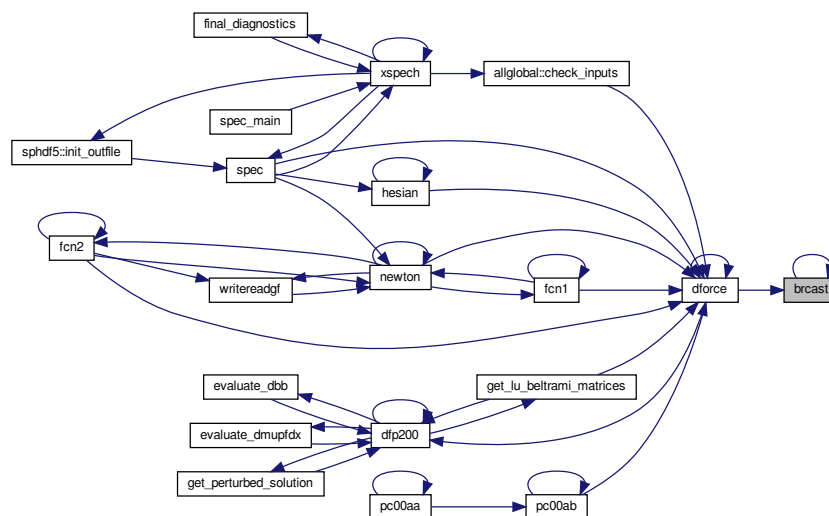 final_diagnostics
xspech
allglobal::check_inputs
spec_main
sphdf5::init_outfile
spec
hesian
fcn2
writereadgf
newton
fcn1
dforce
brcast
evaluate_dbb
get_lu_beltrami_matrices
evaluate_dmupfdx
dfp200
get_perturbed_solution
pc00aa
pc00ab